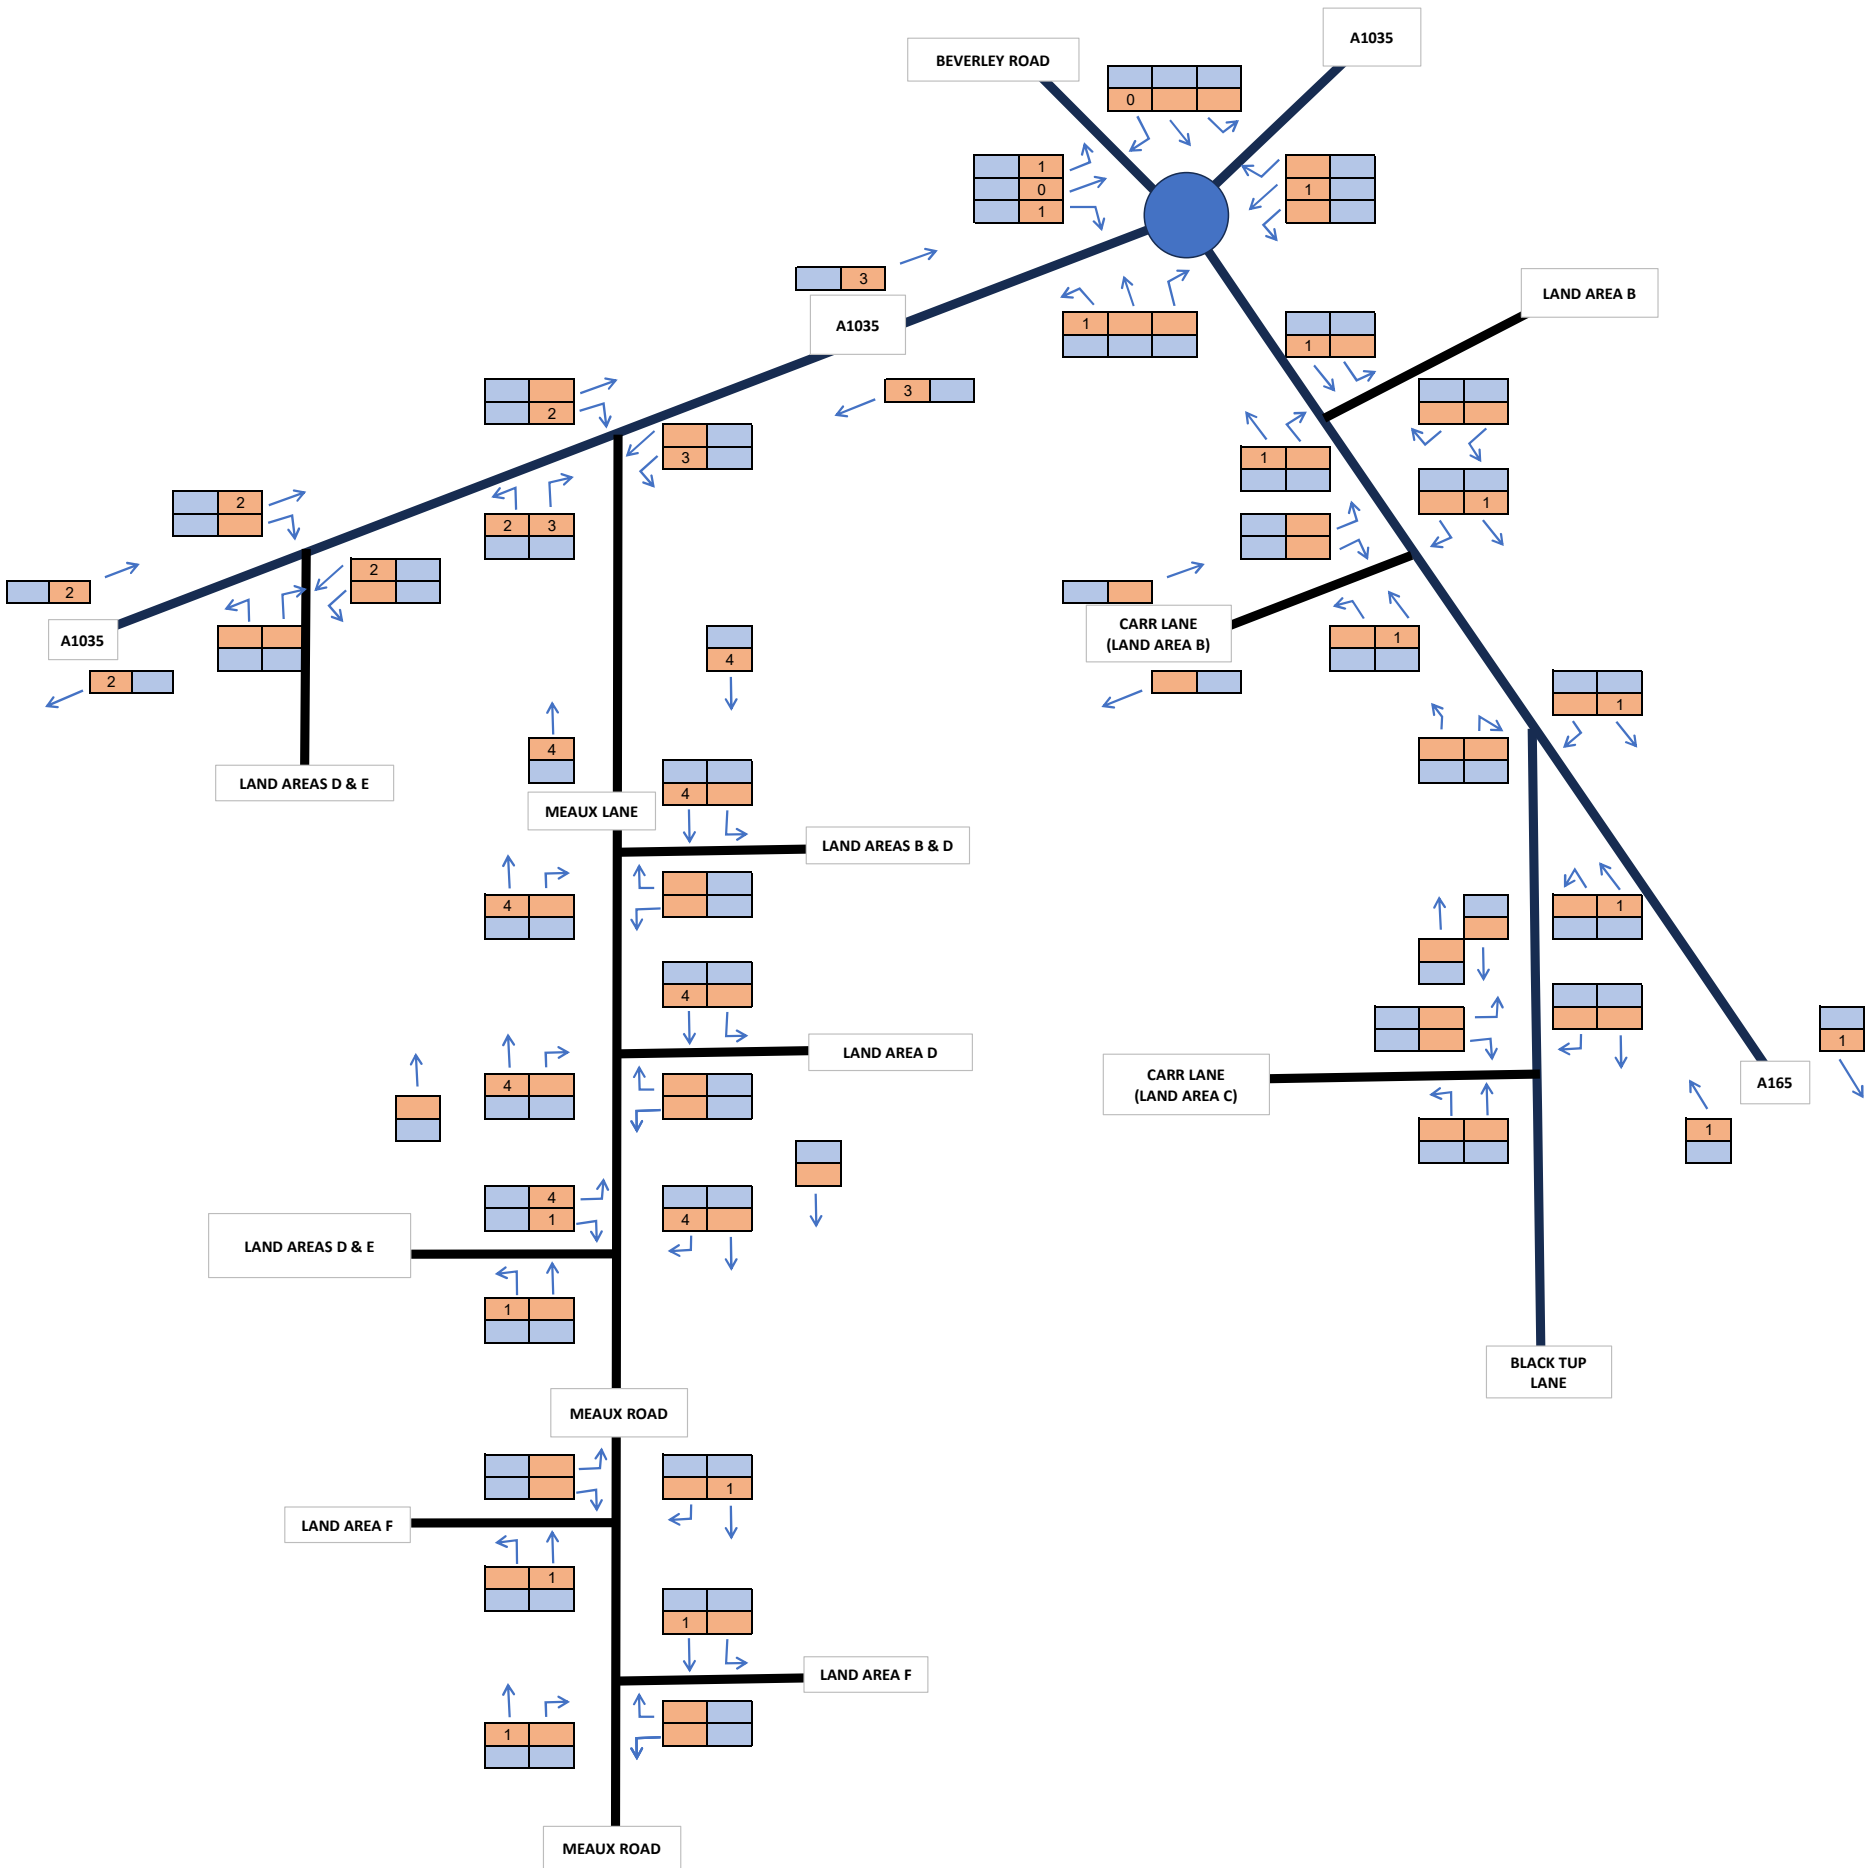 A1035
BEVERLEY ROAD
0
1
0
1
1
3
LAND AREA B
1
1
A1035
3
2
3
1
1
2
2 3
2
2
CARR LANE
(LAND AREA B)
1
A1035
4
2
1
4
LAND AREAS D & E
4
MEAUX LANE
LAND AREAS B & D
4
1
4
LAND AREA D
1
4
CARR LANE
(LAND AREA C)
A165
1
4
1
4
LAND AREAS D & E
1
BLACK TUP
LANE
MEAUX ROAD
1
LAND AREA F
1
1
LAND AREA F
1
MEAUX ROAD